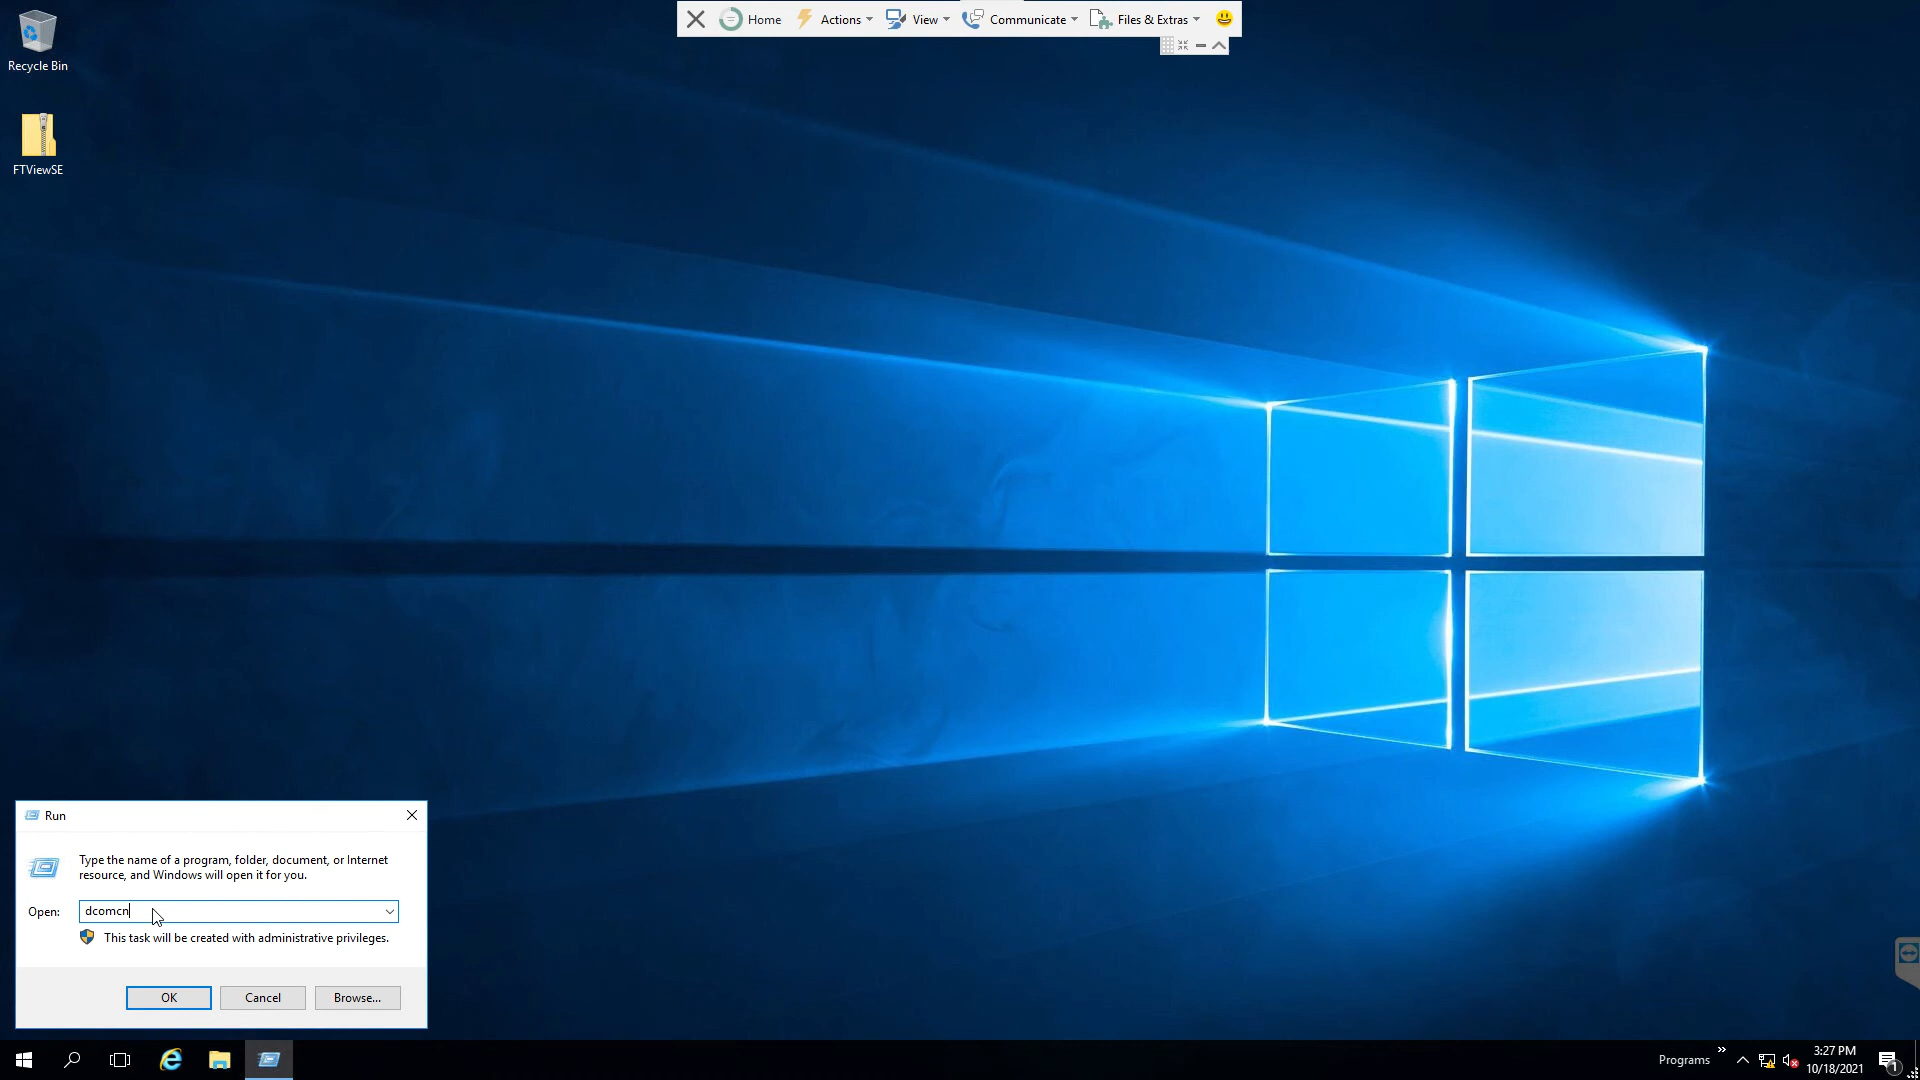 Home
Actions
View
Communicate
Files & Extras
Recycle Bin
FTViewSE
Run
Type the name of a program, folder, document, or Internet
resource, and Windows will open it for you.
Open:
dcomcn
This task will be created with administrative privileges.
OK
Cancel
Browse...
Programs
»
3:27 PM
10/18/2021
1